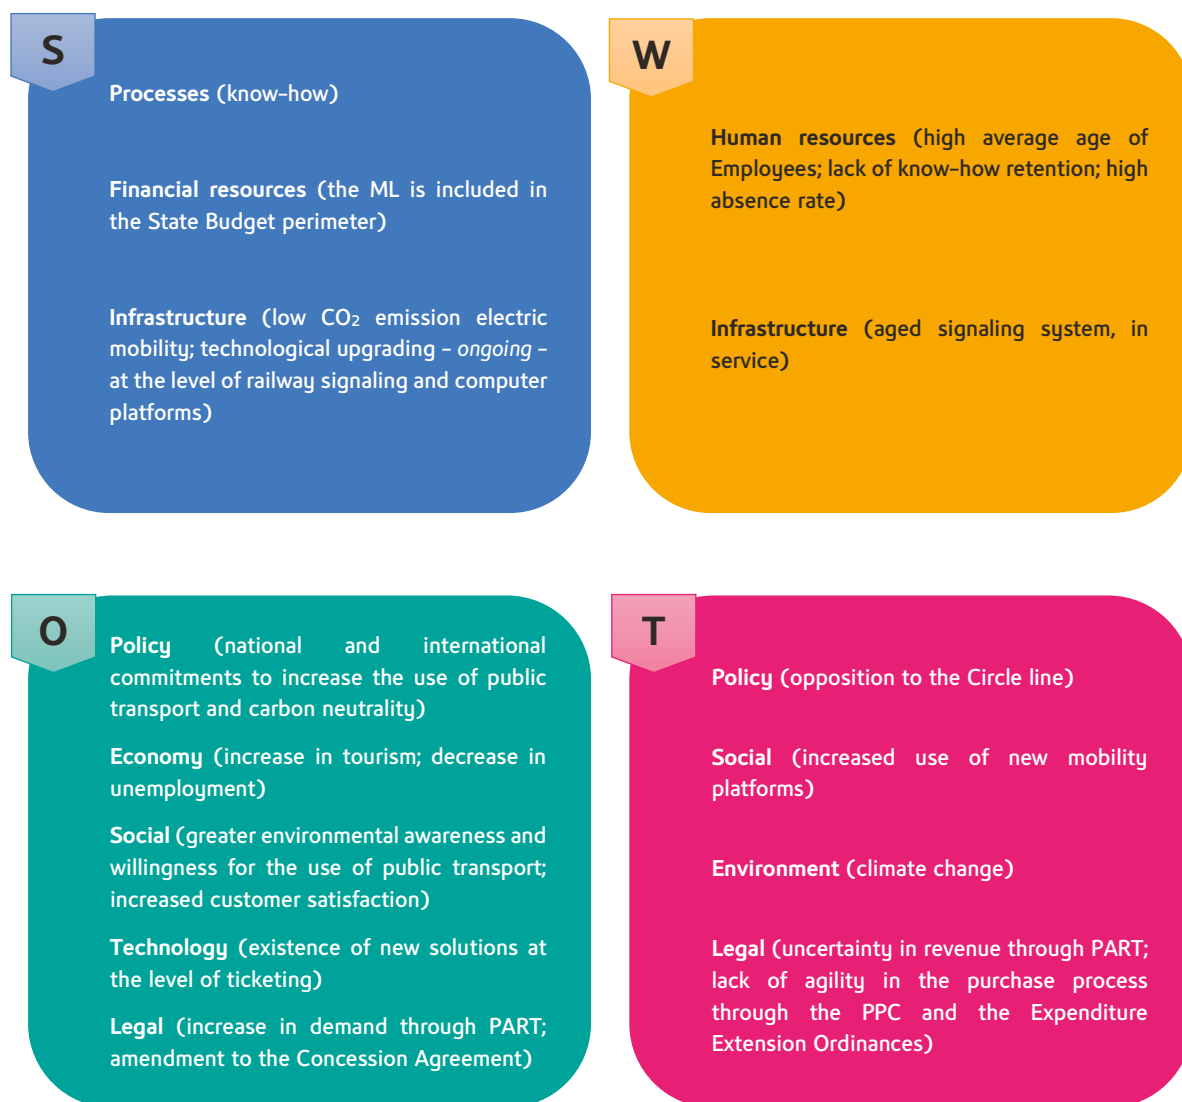 S
Processes (know-how)
Financial resources (the ML is included in
the State Budget perimeter)
Infrastructure (low CO₂ emission electric
mobility; technological upgrading – ongoing –
at the level of railway signaling and computer
platforms)
W
Human resources (high average age of
Employees; lack of know-how retention; high
absence rate)
Infrastructure (aged signaling system, in
service)
O
Policy (national and international
commitments to increase the use of public
transport and carbon neutrality)
Economy (increase in tourism; decrease in
unemployment)
Social (greater environmental awareness and
willingness for the use of public transport;
increased customer satisfaction)
Technology (existence of new solutions at
the level of ticketing)
Legal (increase in demand through PART;
amendment to the Concession Agreement)
T
Policy (opposition to the Circle line)
Social (increased use of new mobility
platforms)
Environment (climate change)
Legal (uncertainty in revenue through PART;
lack of agility in the purchase process
through the PPC and the Expenditure
Extension Ordinances)